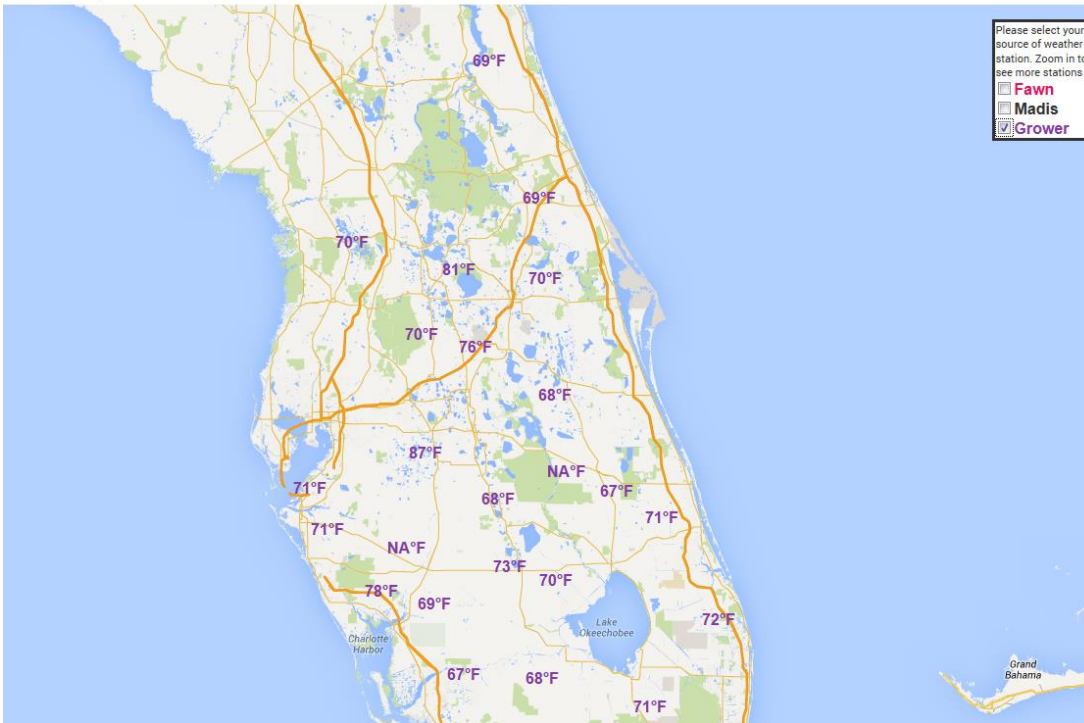 69°F
Please select your
source of weather
station. Zoom in to
see more stations
Fawn
Madis
Grower
69°F
70°F
81°F
70°F
70°F
76°F
68°F
87°F
NA°F
71°F
68°F
67°F
71°F
71°F
NA°F
73°F
70°F
78°F
69°F
72°F
Lake
Okeechobee
Charlotte
Harbor
Grand
Bahama
67°F
68°F
71°F